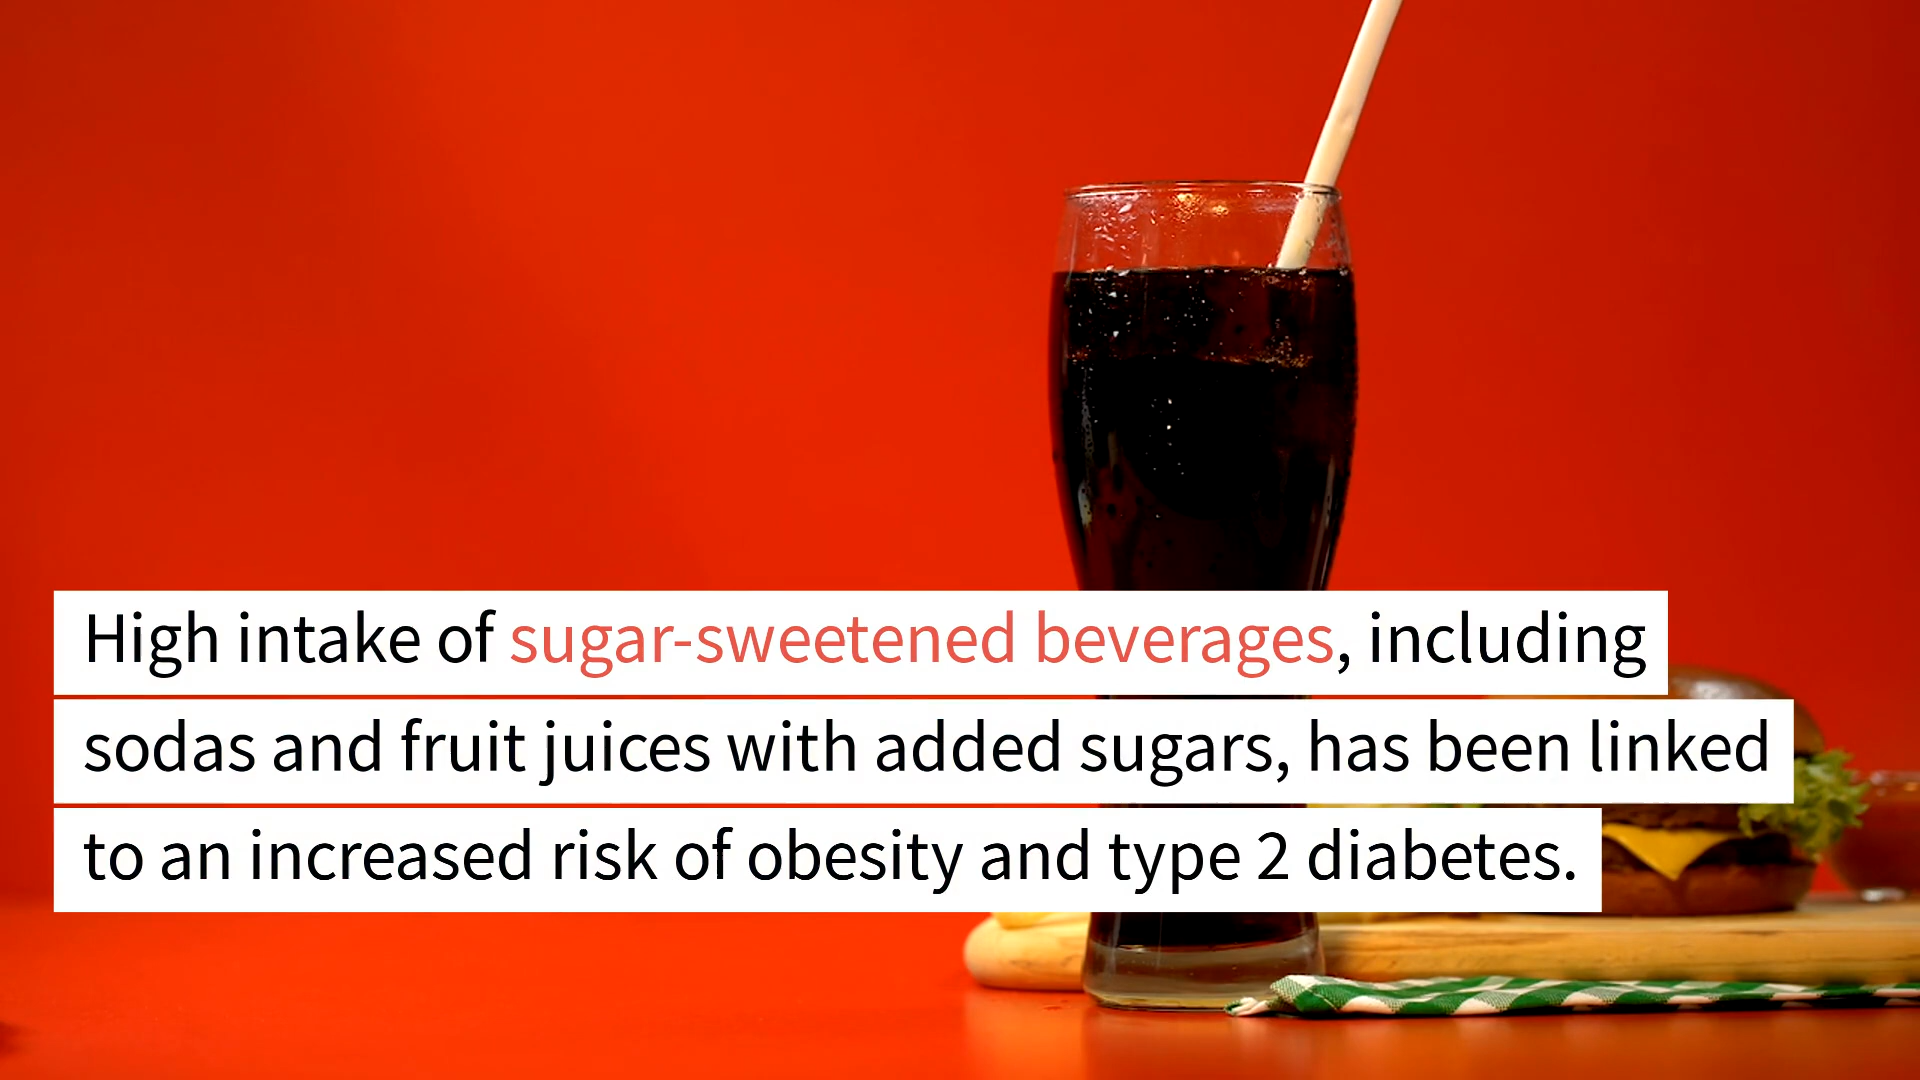 High intake of sugar-sweetened beverages, including
sodas and fruit juices with added sugars, has been linked
to an increased risk of obesity and type 2 diabetes.